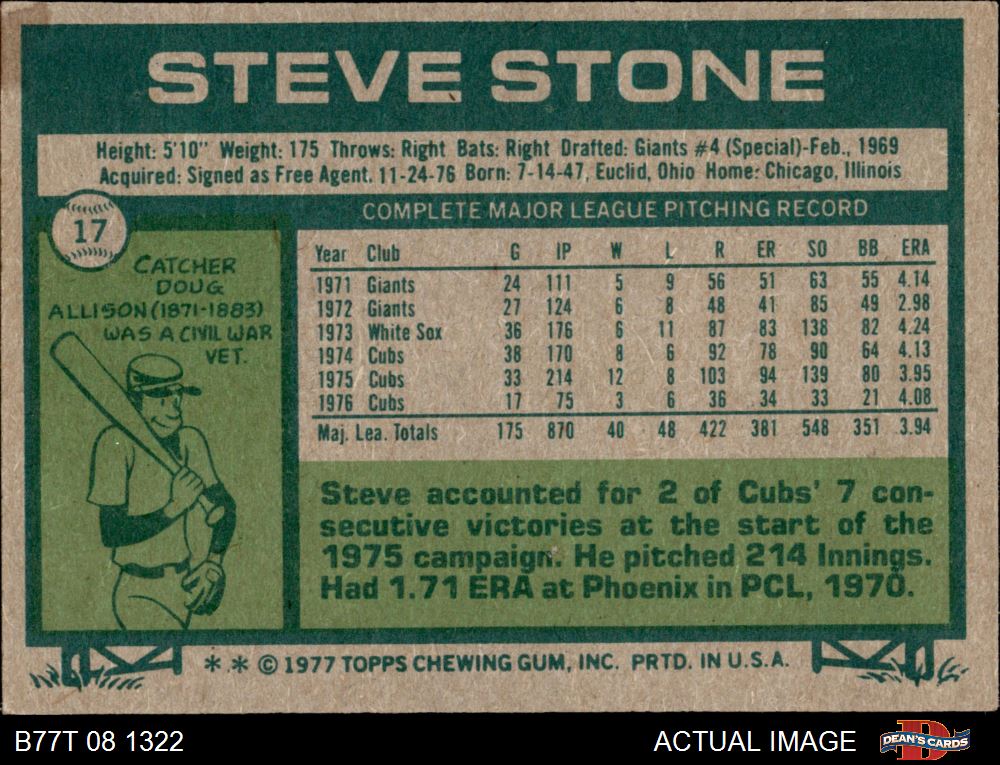 STEVE STONE
Height: 5'10" Weight: 175 Throws: Right Bats: Right Drafted: Giants #4 (Special)-Feb., 1969
Acquired: Signed as Free Agent. 11-24-76 Born: 7-14-47, Euclid, Ohio Home: Chicago, Illinois
17
CATCHER
DOUG
ALLISON (1871-1883)
WAS A CIVIL WAR
VET.
COMPLETE MAJOR LEAGUE PITCHING RECORD
Year Club G IP W L R ER SO BB ERA
1971 Giants 24 111 5 9 56 51 63 55 4.14
1972 Giants 27 124 6 8 48 41 85 49 2.98
1973 White Sox 36 176 6 11 87 83 138 82 4.24
1974 Cubs 38 170 8 6 92 78 90 64 4.13
1975 Cubs 33 214 12 8 103 94 139 80 3.95
1976 Cubs 17 75 3 6 36 34 33 21 4.08
Maj. Lea. Totals 175 870 40 48 422 381 548 351 3.94
Steve accounted for 2 of Cubs' 7 con-
secutive victories at the start of the
1975 campaign. He pitched 214 Innings.
Had 1.71 ERA at Phoenix in PCL, 1970.
** © 1977 TOPPS CHEWING GUM, INC. PRTD. IN U.S.A.
B77T 08 1322
ACTUAL IMAGE
D
DEAN'S CARDS